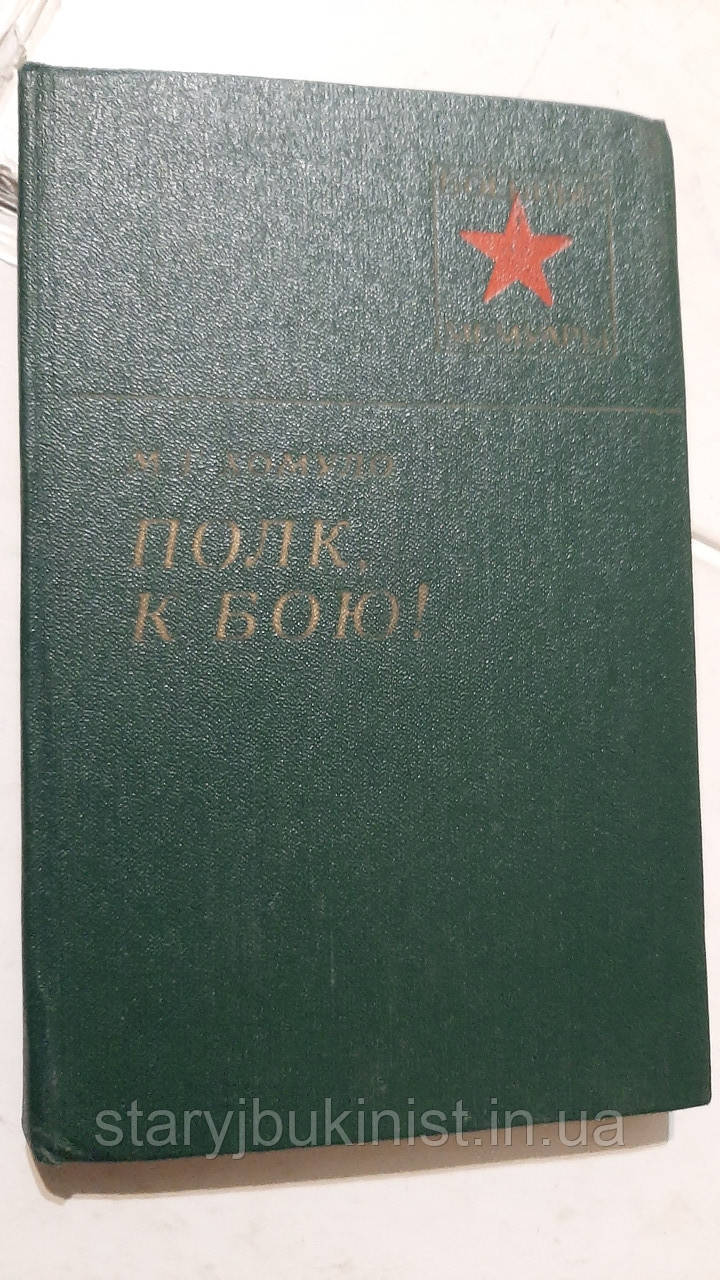 ВОЕННЫЕ
МЕМУАРЫ
М. Г. ХОМУЛО
ПОЛК,
К БОЮ!
staryjbukinist.in.ua